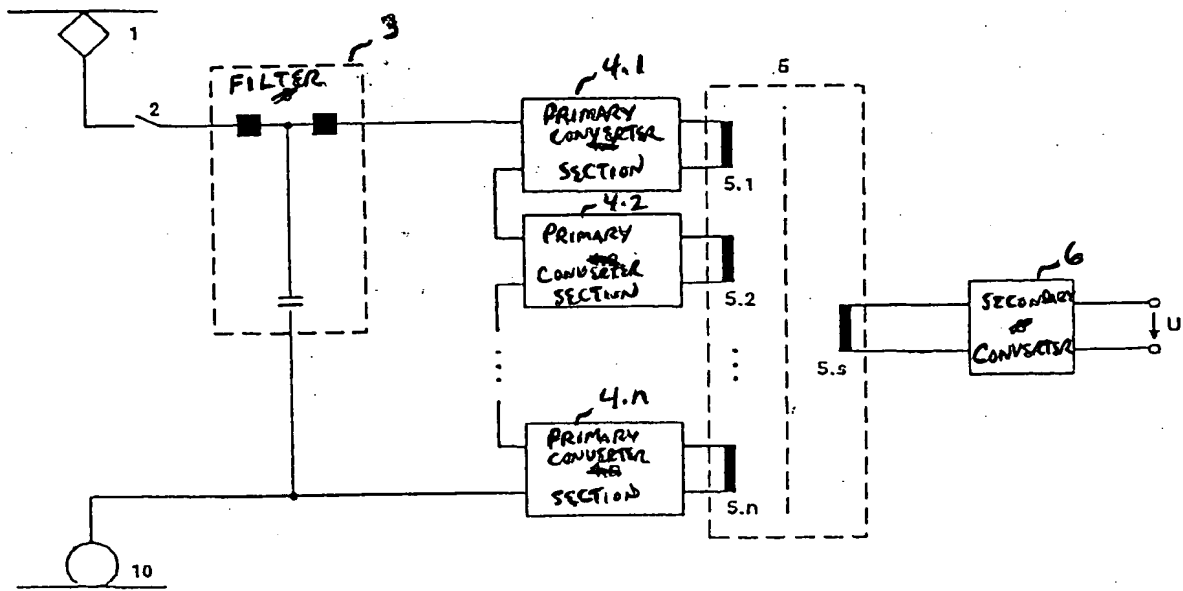 3
1
FILTER
2
4.1
PRIMARY
CONVERTER
SECTION
5
5.1
4.2
PRIMARY
CONVERTER
SECTION
5.2
6
SECONDARY
CONVERTER
U
5.s
4.n
PRIMARY
CONVERTER
SECTION
5.n
10